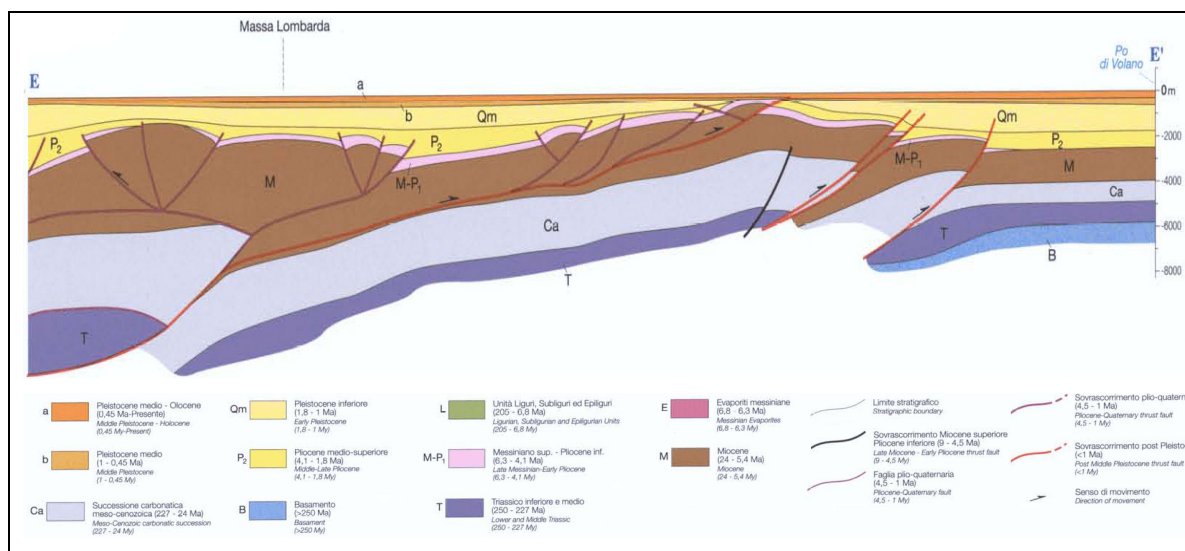 Massa Lombarda
Po
di Volano
E
E'
a
b
0 m
Qm
Qm
P2
P2
P2
-2000
M
M-P1
M-P1
M
-4000
Ca
Ca
T
-6000
B
T
-8000
T
a
Pleistocene medio - Olocene
(0,45 Ma-Presente)
Middle Pleistocene - Holocene
(0,45 My-Present)
b
Pleistocene medio
(1 - 0,45 Ma)
Middle Pleistocene
(1 - 0,45 My)
Ca
Successione carbonatica
meso-cenozoica (227 - 24 Ma)
Meso-Cenozoic carbonatic succession
(227 - 24 My)
Qm
Pleistocene inferiore
(1,8 - 1 Ma)
Early Pleistocene
(1,8 - 1 My)
P2
Pliocene medio-superiore
(4,1 - 1,8 Ma)
Middle-Late Pliocene
(4,1 - 1,8 My)
B
Basamento
(>250 Ma)
Basament
(>250 My)
L
Unità Liguri, Subliguri ed Epiliguri
(205 - 6,8 Ma)
Ligurian, Subligurian and Epiligurian Units
(205 - 6,8 My)
M-P1
Messiniano sup. - Pliocene inf.
(6,3 - 4,1 Ma)
Late Messinian-Early Pliocene
(6,3 - 4,1 My)
T
Triassico inferiore e medio
(250 - 227 Ma)
Lower and Middle Triassic
(250 - 227 My)
E
Evaporiti messiniane
(6,8 - 6,3 Ma)
Messinian Evaporites
(6,8 - 6,3 My)
M
Miocene
(24 - 5,4 Ma)
Miocene
(24 - 5,4 My)
Limite stratigrafico
Stratigraphic boundary
Sovrascorrimento Miocene superiore
Pliocene inferiore (9 - 4,5 Ma)
Late Miocene - Early Pliocene thrust fault
(9 - 4,5 My)
Faglia plio-quaternaria
(4,5 - 1 Ma)
Pliocene-Quaternary fault
(4,5 - 1 My)
Sovrascorrimento plio-quatern
(4,5 - 1 Ma)
Pliocene-Quaternary thrust fault
(4,5 - 1 My)
Sovrascorrimento post Pleisto
(<1 Ma)
Post Middle Pleistocene thrust fault
(<1 My)
Senso di movimento
Direction of movement